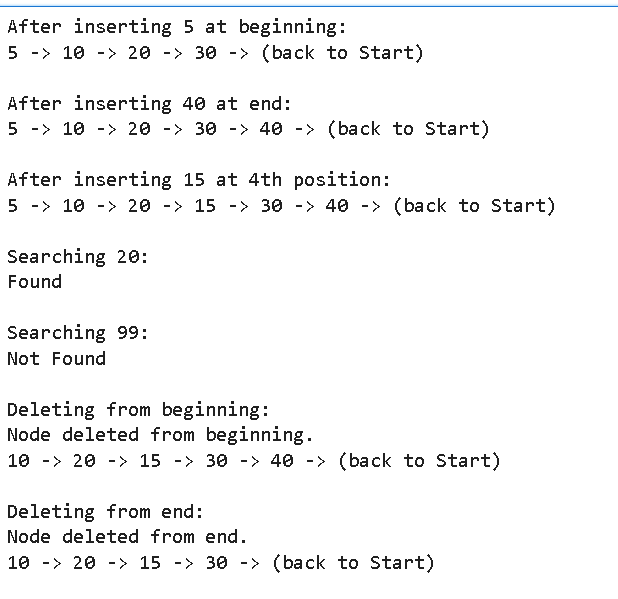 After inserting 5 at beginning:
5 -> 10 -> 20 -> 30 -> (back to Start)
After inserting 40 at end:
5 -> 10 -> 20 -> 30 -> 40 -> (back to Start)
After inserting 15 at 4th position:
5 -> 10 -> 20 -> 15 -> 30 -> 40 -> (back to Start)
Searching 20:
Found
Searching 99:
Not Found
Deleting from beginning:
Node deleted from beginning.
10 -> 20 -> 15 -> 30 -> 40 -> (back to Start)
Deleting from end:
Node deleted from end.
10 -> 20 -> 15 -> 30 -> (back to Start)